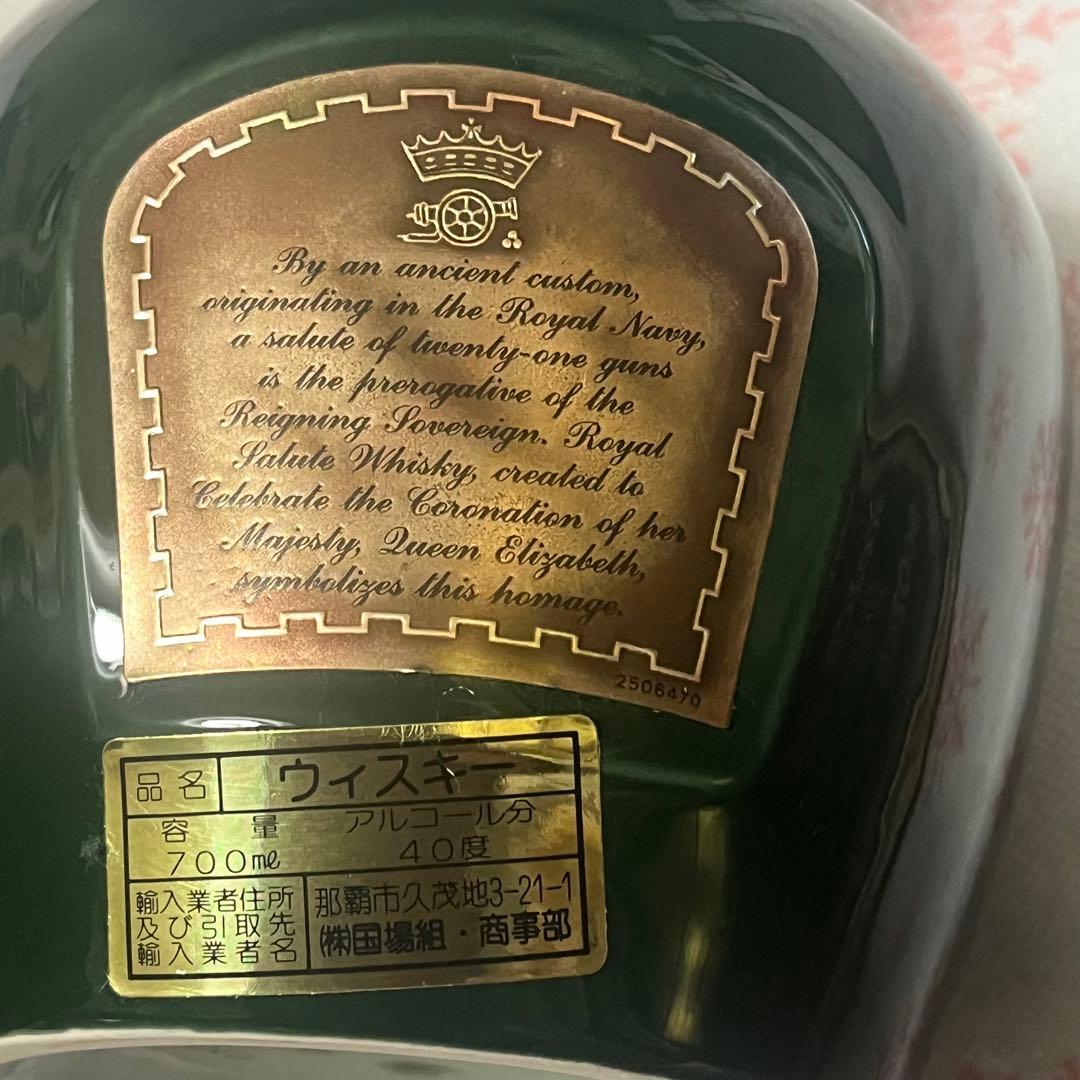 By an ancient custom,
originating in the Royal Navy,
a salute of twenty-one guns
is the prerogative of the
Reigning Sovereign. Royal
Salute Whisky, created to
Celebrate the Coronation of her
Majesty, Queen Elizabeth,
symbolizes this homage.
2506470
品名 ウィスキー
容量 アルコール分
700㎖ 40度
輸入業者住所 那覇市久茂地3-21-1
及び引取先
輸入業者名 ㈱国場組・商事部